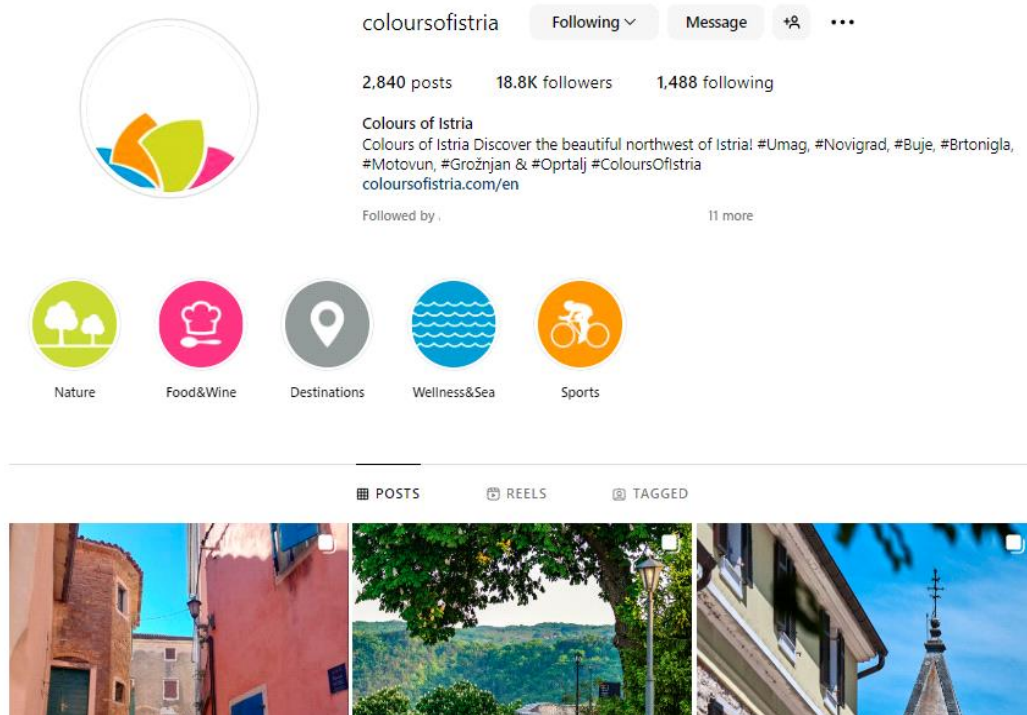 coloursofistria Following Message
2,840 posts 18.8K followers 1,488 following
Colours of Istria
Colours of Istria Discover the beautiful northwest of Istria! #Umag, #Novigrad, #Buje, #Brtonigla,
#Motovun, #Grožnjan & #Oprtalj #ColoursOfIstria
coloursofistria.com/en
Followed by 11 more
Nature Food&Wine Destinations Wellness&Sea Sports
POSTS REELS TAGGED